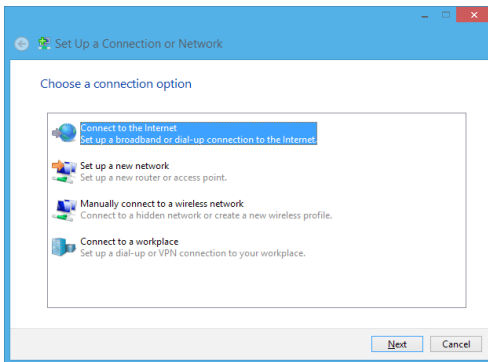 Set Up a Connection or Network
Choose a connection option
Connect to the Internet
Set up a broadband or dial-up connection to the Internet.
Set up a new network
Set up a new router or access point.
Manually connect to a wireless network
Connect to a hidden network or create a new wireless profile.
Connect to a workplace
Set up a dial-up or VPN connection to your workplace.
Next Cancel